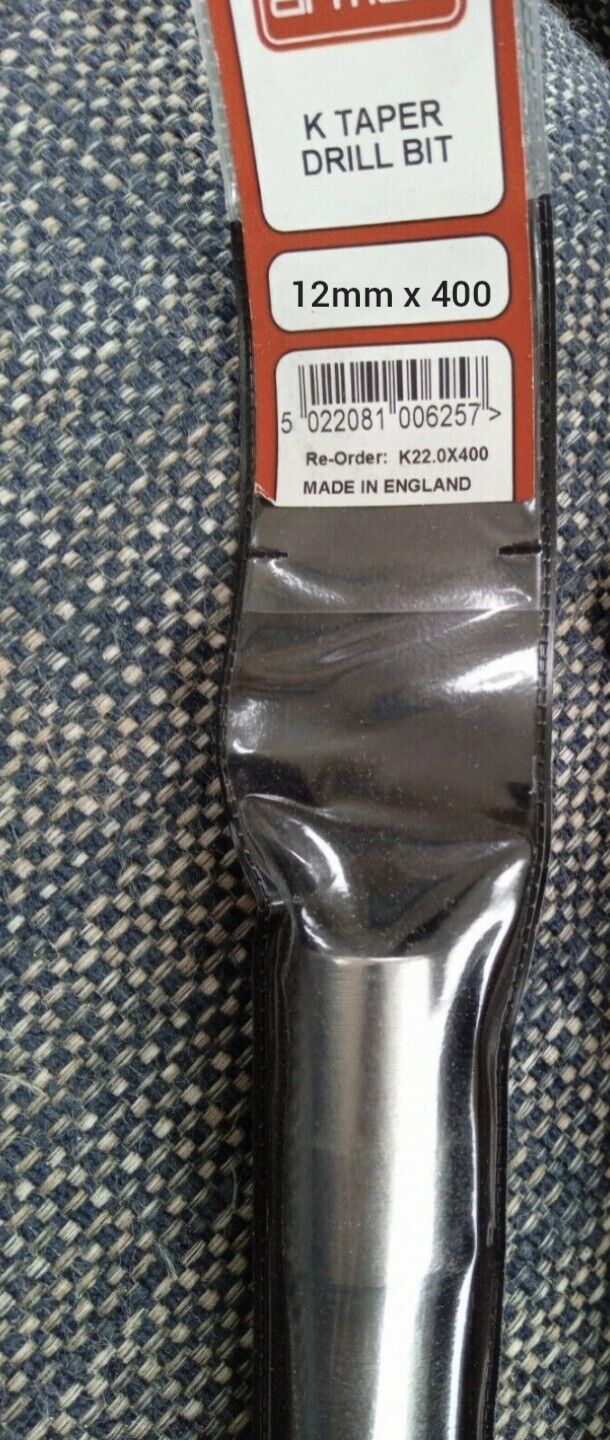 K TAPER
DRILL BIT
12mm x 400
5 022081 006257 >
Re-Order: K22.0X400
MADE IN ENGLAND